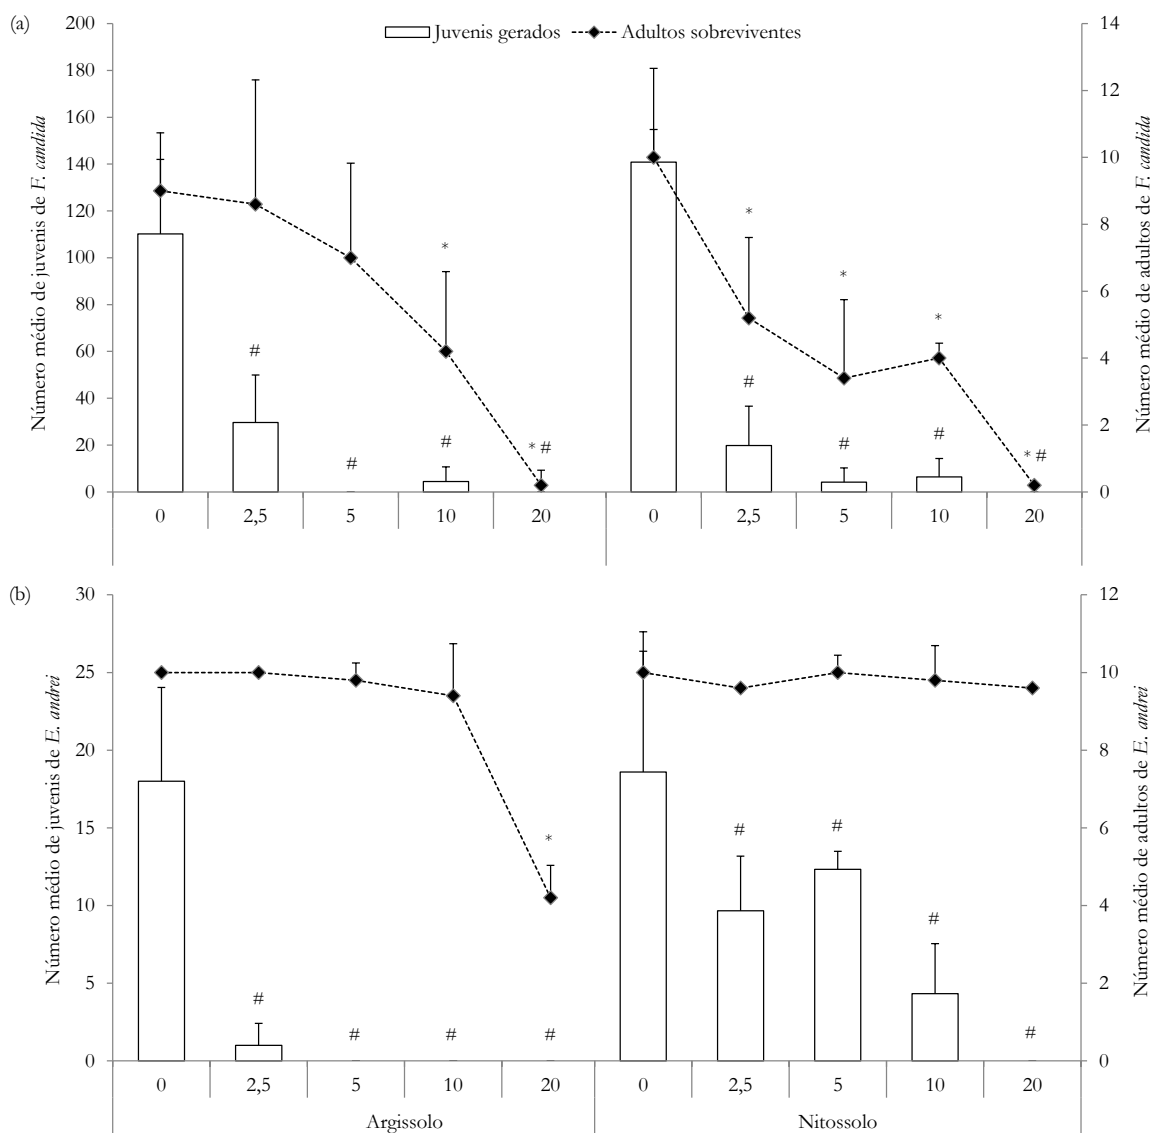 (a)
Juvenis gerados Adultos sobreviventes
Número médio de juvenis de F. candida
200
180
160
140
120
100
80
60
40
20
0
14
12
10
8
6
4
2
0
Número médio de adultos de F. candida
# # # * * # # * # * # * * #
0 2,5 5 10 20 0 2,5 5 10 20
(b)
Número médio de juvenis de E. andrei
30
25
20
15
10
5
0
12
10
8
6
4
2
0
Número médio de adultos de E. andrei
# # # * # # # # #
0 2,5 5 10 20 0 2,5 5 10 20
Argissolo Nitossolo